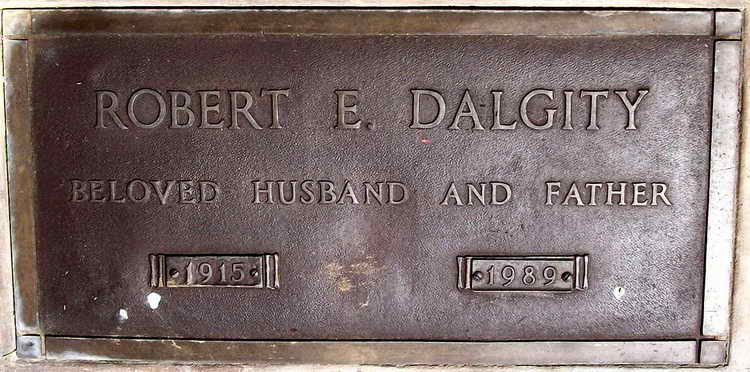 ROBERT E. DALGITY
BELOVED HUSBAND AND FATHER
1915 1989